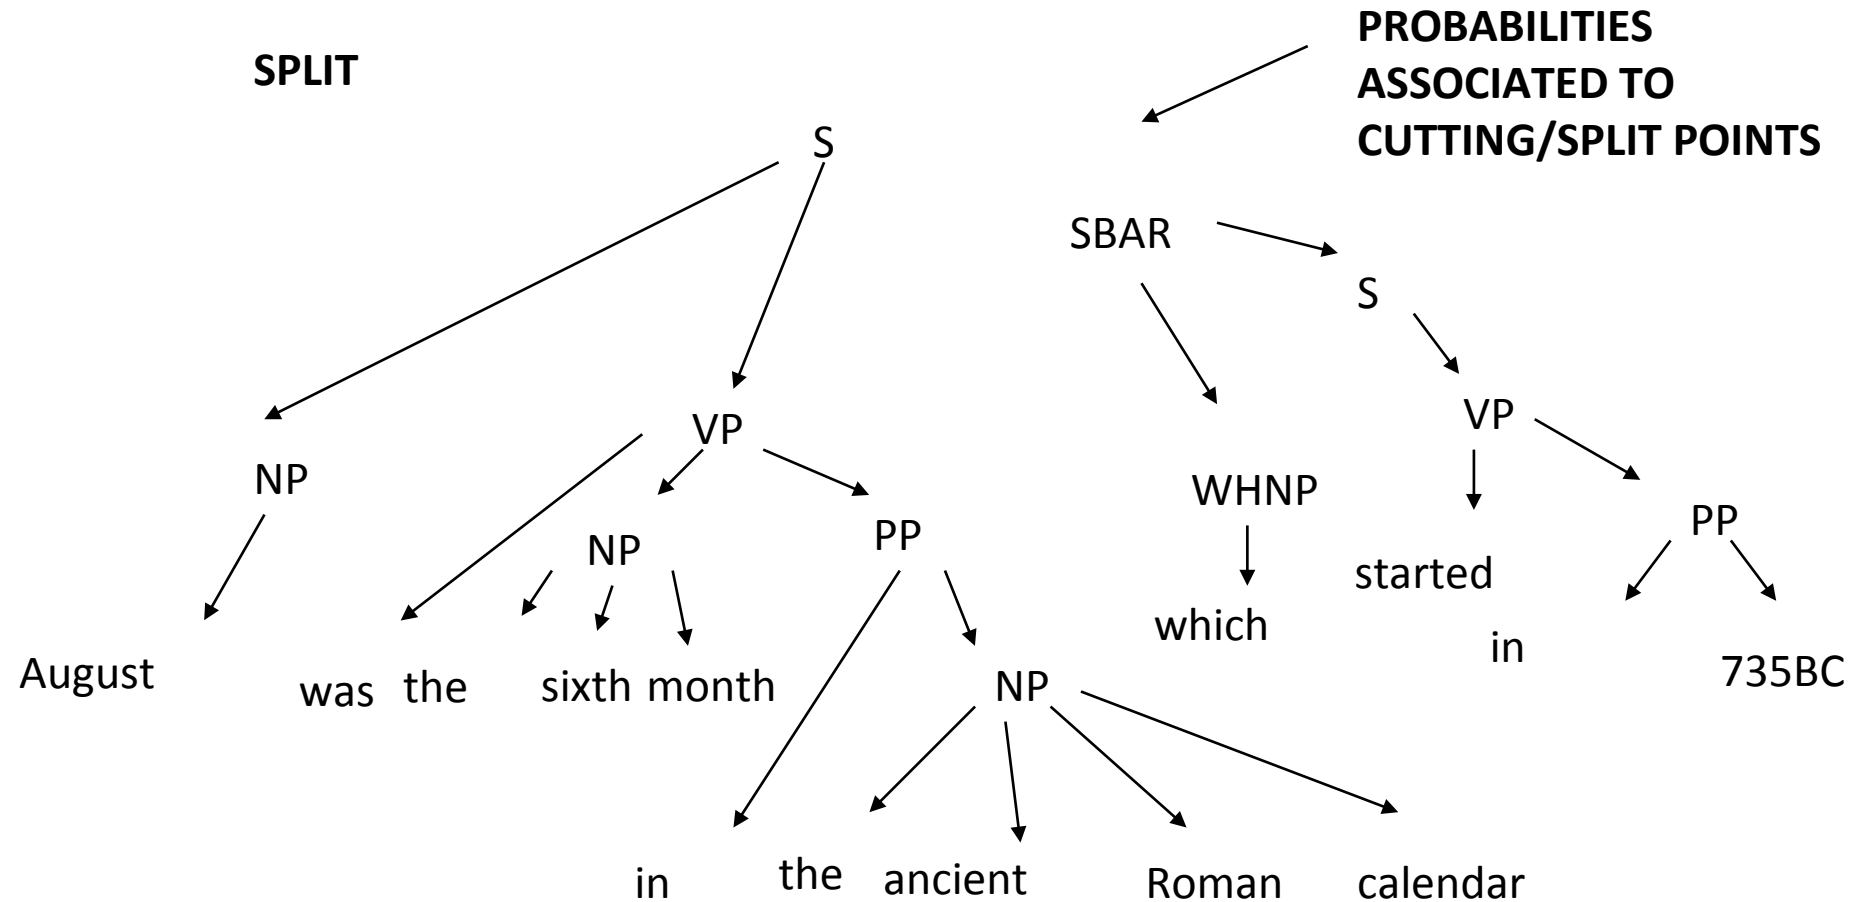 SPLIT
PROBABILITIES
ASSOCIATED TO
CUTTING/SPLIT POINTS
S
SBAR
S
NP
VP
NP
PP
WHNP
VP
PP
August
was the sixth month
NP
which
started
in
735BC
in the ancient Roman calendar